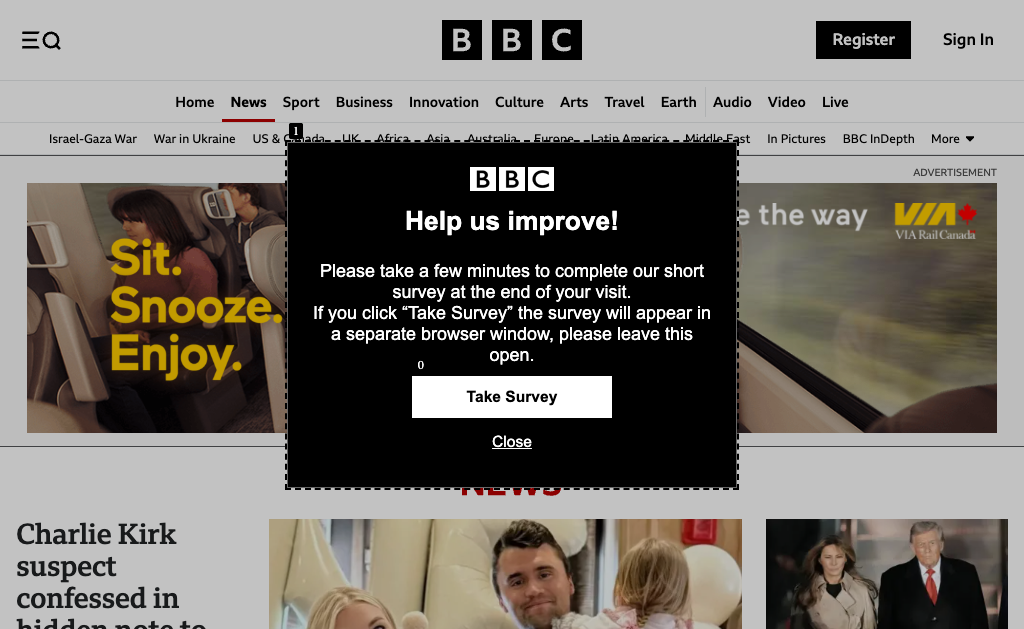 BBC
Register
Sign In
Home News Sport Business Innovation Culture Arts Travel Earth Audio Video Live
Israel-Gaza War War in Ukraine US & Canada UK Africa Asia Australia Europe Latin America Middle East In Pictures BBC InDepth More
1
ADVERTISEMENT
Sit.
Snooze.
Enjoy.
the way
VIA
VIA Rail Canada
BBC
Help us improve!
Please take a few minutes to complete our short
survey at the end of your visit.
If you click “Take Survey” the survey will appear in
a separate browser window, please leave this
open.
0
Take Survey
Close
NEWS
Charlie Kirk
suspect
confessed in
hidden note to